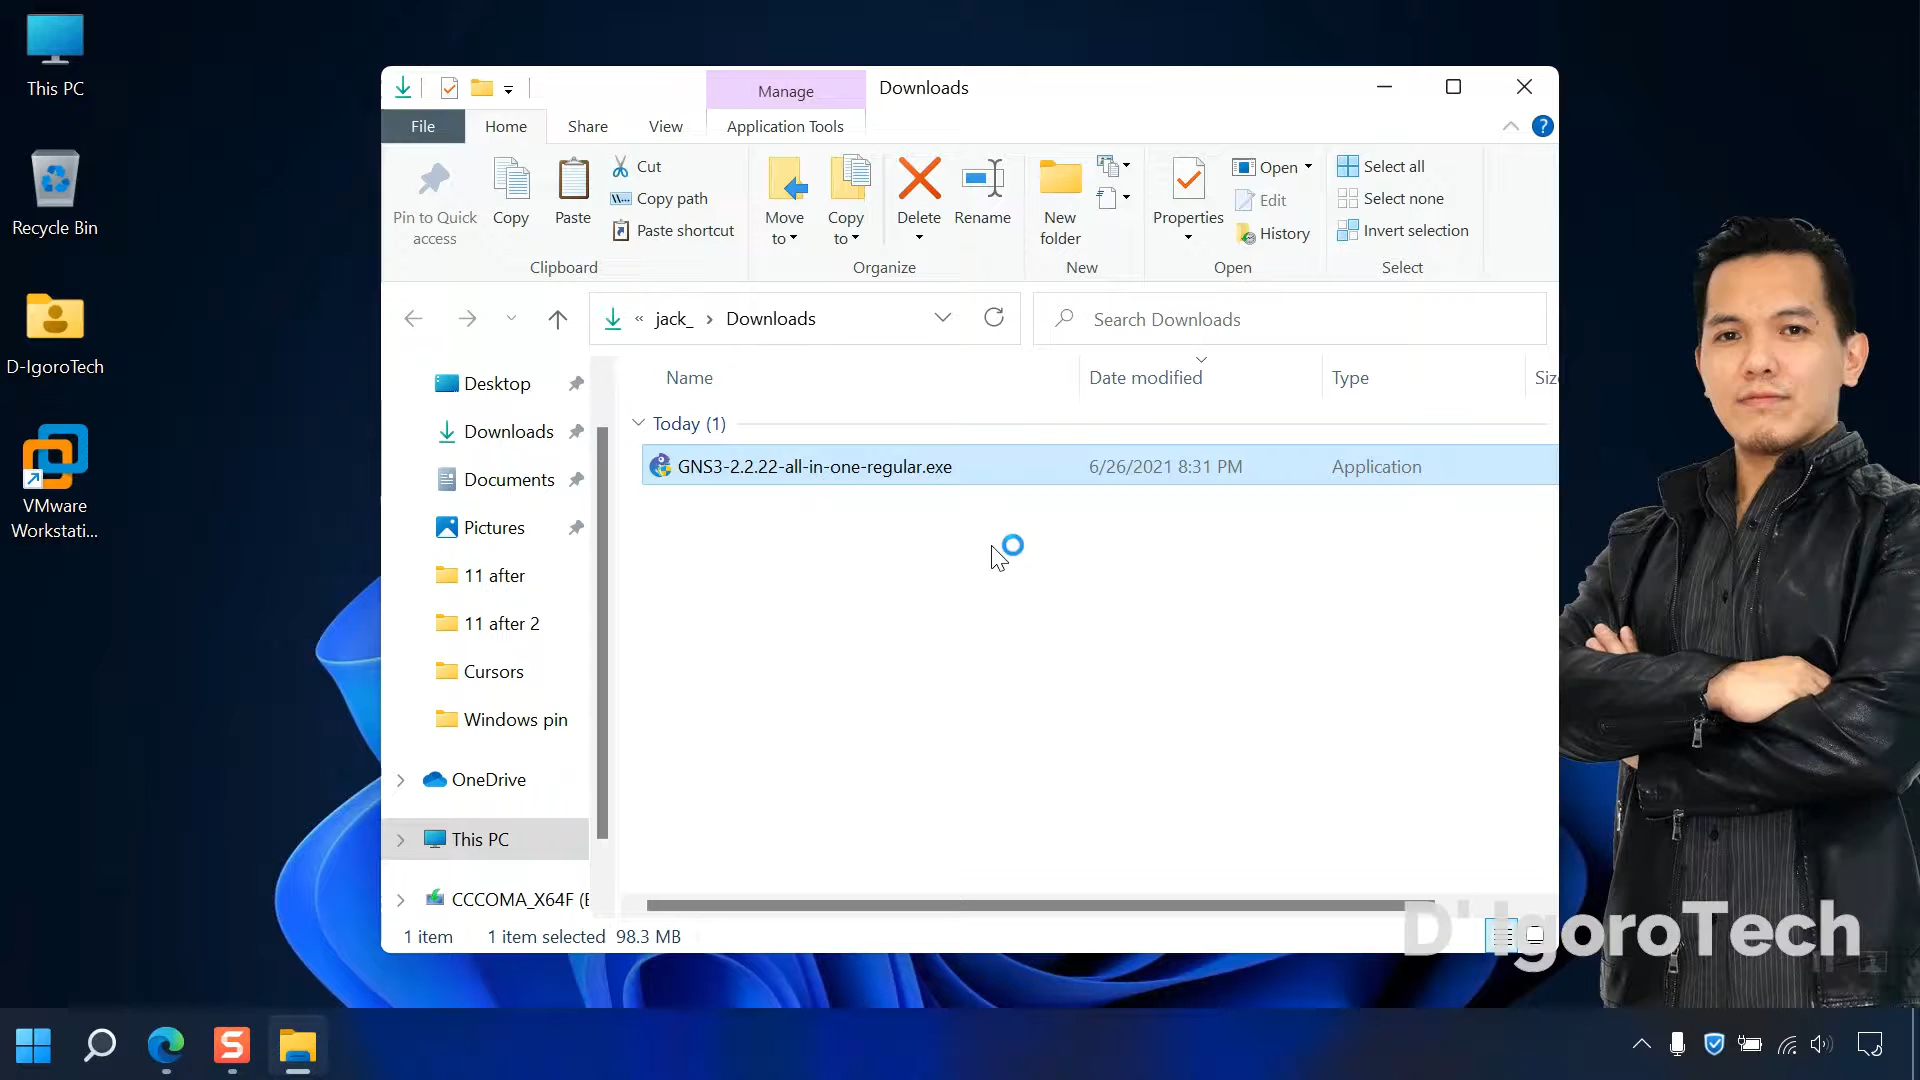 This PC
Recycle Bin
D-IgoroTech
VMware
Workstati...
Manage
Downloads
File
Home
Share
View
Application Tools
Pin to Quick
access
Copy
Paste
Cut
Copy path
Paste shortcut
Clipboard
Move
to
Copy
to
Delete
Rename
Organize
New
folder
New
Properties
Open
Edit
History
Open
Select all
Select none
Invert selection
Select
« jack_ › Downloads
Search Downloads
Desktop
Downloads
Documents
Pictures
11 after
11 after 2
Cursors
Windows pin
OneDrive
This PC
CCCOMA_X64F (
Name
Date modified
Type
Siz
Today (1)
GNS3-2.2.22-all-in-one-regular.exe
6/26/2021 8:31 PM
Application
1 item
1 item selected 98.3 MB
D' IgoroTech